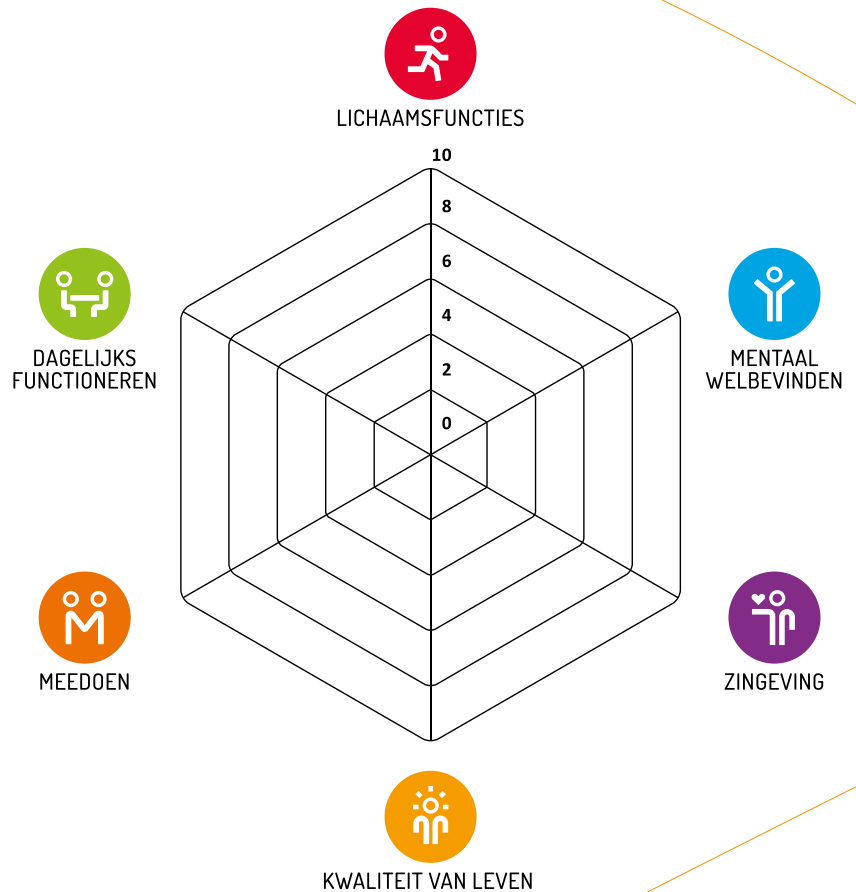 LICHAAMSFUNCTIES
10
8
6
4
2
0
DAGELIJKS
FUNCTIONEREN
MENTAAL
WELBEVINDEN
MEEDOEN
ZINGEVING
KWALITEIT VAN LEVEN